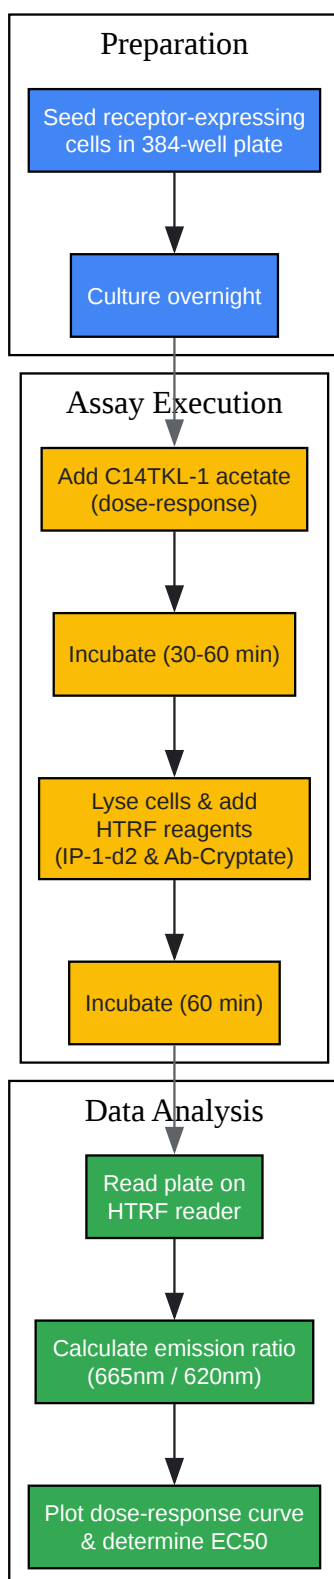 Preparation
Seed receptor-expressing
cells in 384-well plate
Culture overnight
Assay Execution
Add C14TKL-1 acetate
(dose-response)
Incubate (30-60 min)
Lyse cells & add
HTRF reagents
(IP-1-d2 & Ab-Cryptate)
Incubate (60 min)
Data Analysis
Read plate on
HTRF reader
Calculate emission ratio
(665nm / 620nm)
Plot dose-response curve
& determine EC50